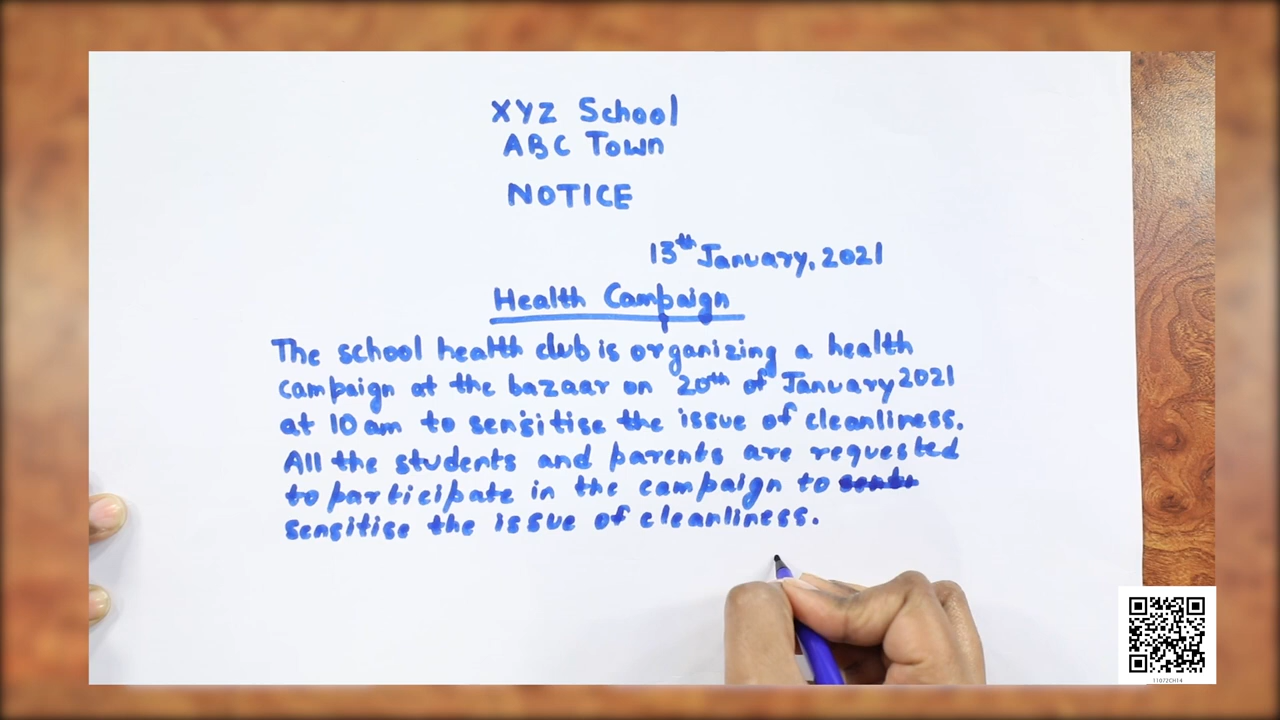 XYZ School
ABC Town
NOTICE
13th January, 2021
Health Campaign
The school health club is organizing a health
campaign at the bazaar on 20th of January 2021
at 10 am to sensitise the issue of cleanliness.
All the students and parents are requested
to participate in the campaign to
sensitise the issue of cleanliness.
11072CH14